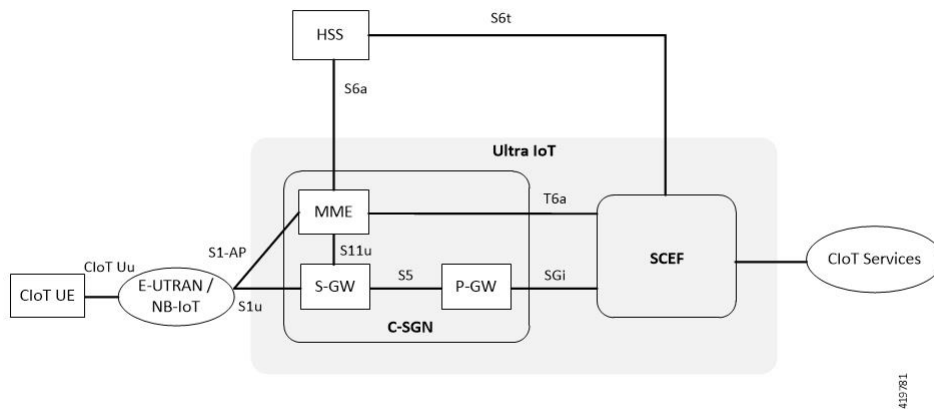 S6t
HSS
S6a
Ultra IoT
MME
T6a
S1-AP
S11u
SCEF
CIoT Uu
CIoT Services
CIoT UE
E-UTRAN /
NB-IoT
S1u
S-GW
S5
P-GW
SGi
C-SGN
419781